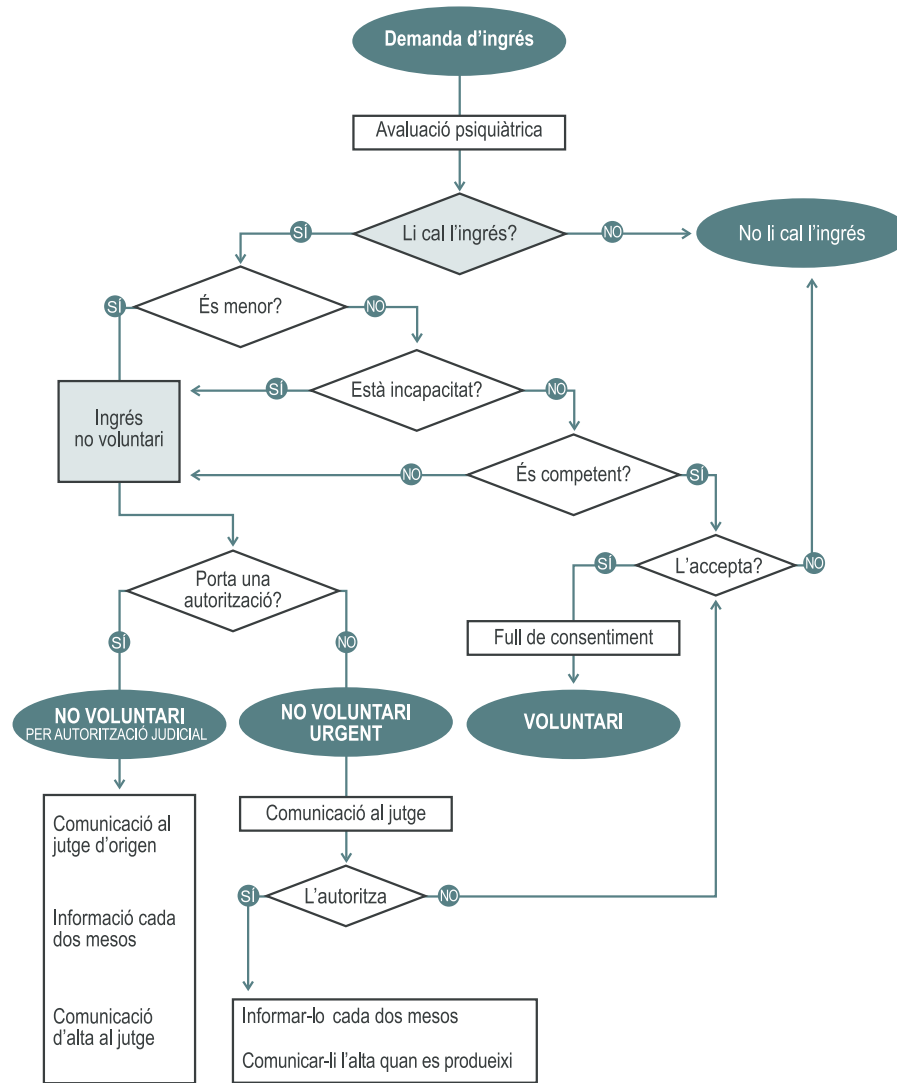 Demanda d'ingrés
Avaluació psiquiàtrica
Li cal l'ingrés?
SÍ
NO
No li cal l'ingrés
És menor?
SÍ
NO
Està incapacitat?
SÍ
NO
Ingrés
no voluntari
És competent?
NO
SÍ
L'accepta?
SÍ
NO
Porta una
autorització?
SÍ
NO
Full de consentiment
NO VOLUNTARI
PER AUTORITZACIÓ JUDICIAL
NO VOLUNTARI
URGENT
VOLUNTARI
Comunicació al
jutge d'origen
Informació cada
dos mesos
Comunicació
d'alta al jutge
Comunicació al jutge
L'autoritza
SÍ
NO
Informar-lo cada dos mesos
Comunicar-li l'alta quan es produeixi